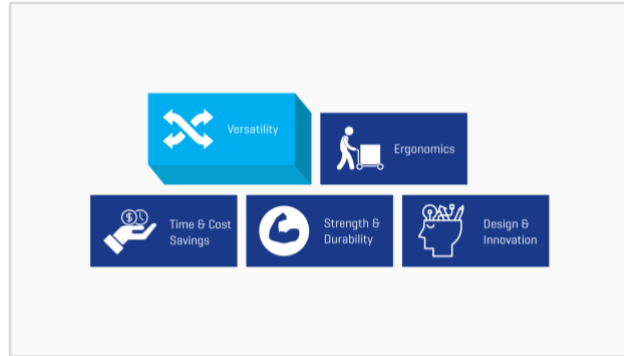 Versatility
Ergonomics
Time & Cost
Savings
Strength &
Durability
Design &
Innovation